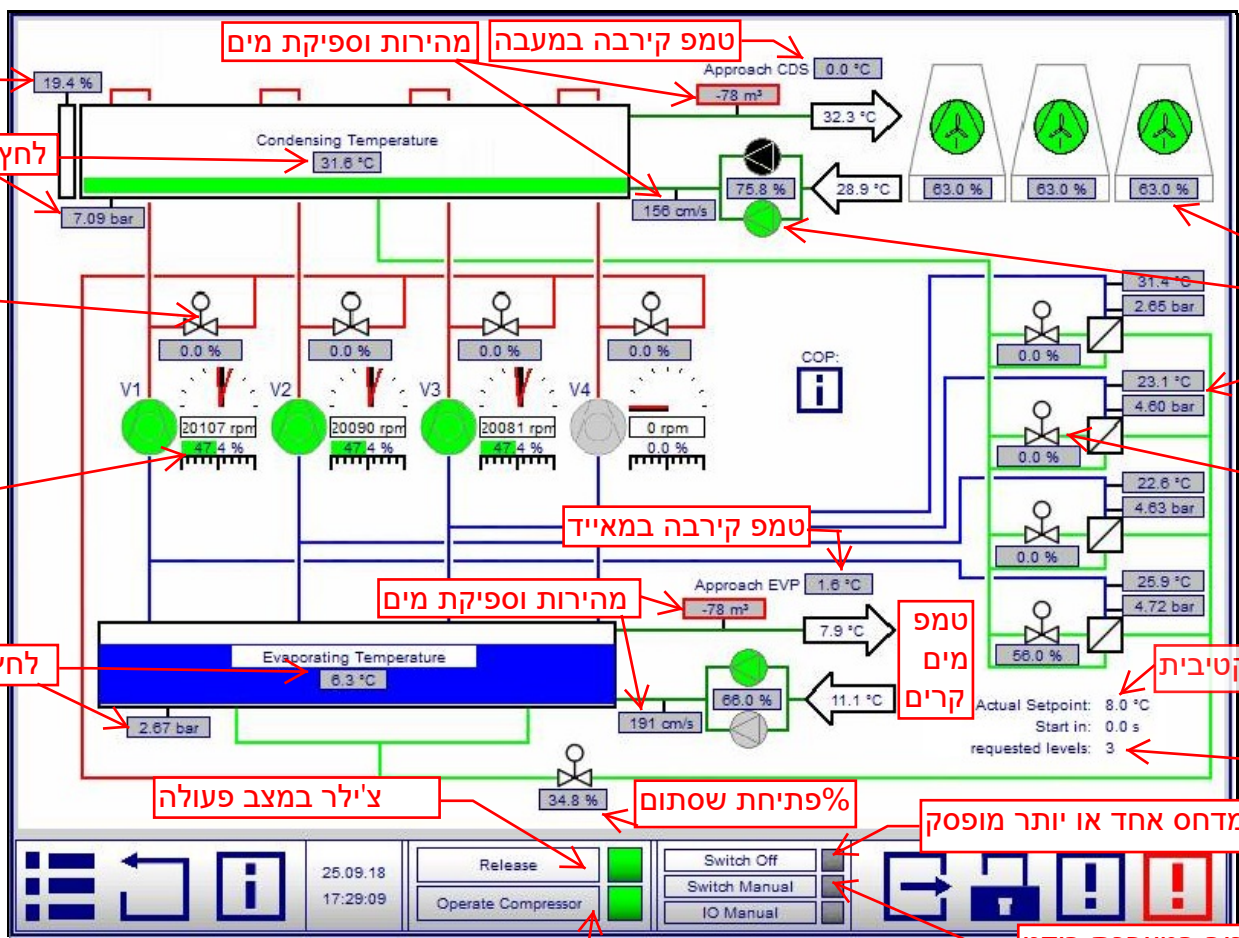 מהירות וספיקת מים
טמפ קירבה במעבה
Approach CDS 0.0 °C
19.4 %
-78 m³
32.3 °C
Condensing Temperature
31.6 °C
לחץ
75.8 %
28.9 °C
63.0 %
63.0 %
63.0 %
7.09 bar
156 cm/s
31.4 °C
2.65 bar
0.0 %
0.0 %
0.0 %
0.0 %
0.0 %
COP:
i
23.1 °C
4.60 bar
0.0 %
V1
V2
V3
V4
20107 rpm
20090 rpm
20081 rpm
0 rpm
47.4 %
47.4 %
47.4 %
0.0 %
22.6 °C
4.63 bar
0.0 %
טמפ קירבה במאייד
Approach EVP 1.6 °C
25.9 °C
4.72 bar
56.0 %
מהירות וספיקת מים
-78 m³
7.9 °C
טמפ
מים
קרים
Evaporating Temperature
6.3 °C
לחץ
66.0 %
11.1 °C
2.67 bar
191 cm/s
קטיבית
Actual Setpoint: 8.0 °C
Start in: 0.0 s
requested levels: 3
צ'ילר במצב פעולה
34.8 %
%פתיחת שסתום
מדחס אחד או יותר מופסק
25.09.18
17:29:09
Release
Operate Compressor
Switch Off
Switch Manual
IO Manual